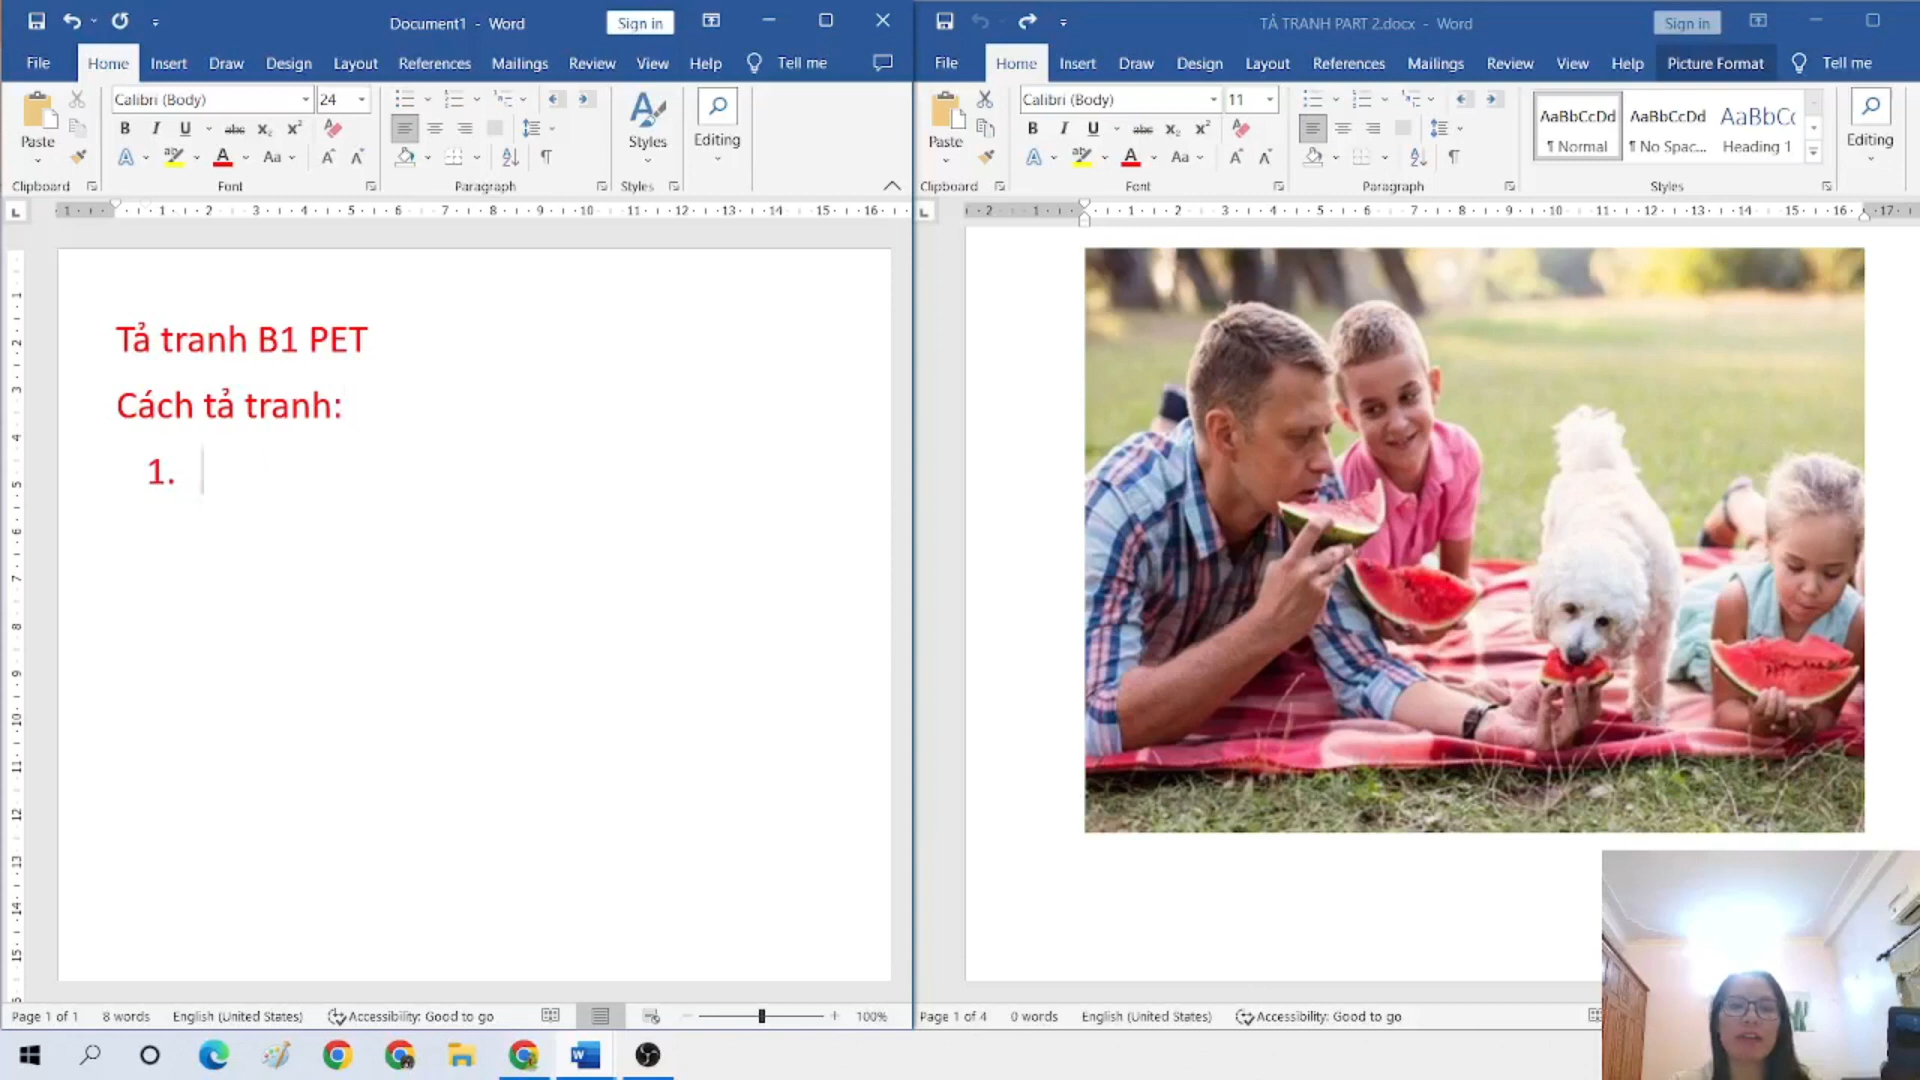 Document1 - Word
Sign in
File Home Insert Draw Design Layout References Mailings Review View Help Tell me
Paste
Calibri (Body) 24
Styles
Editing
Clipboard Font Paragraph Styles
Tả tranh B1 PET
Cách tả tranh:
1.
Page 1 of 1 8 words English (United States) Accessibility: Good to go 100%
TẢ TRANH PART 2.docx - Word
Sign in
File Home Insert Draw Design Layout References Mailings Review View Help Picture Format Tell me
Paste
Calibri (Body) 11
AaBbCcDd AaBbCcDd AaBbCc
¶ Normal ¶ No Spac... Heading 1
Editing
Clipboard Font Paragraph Styles
Page 1 of 4 0 words English (United States) Accessibility: Good to go